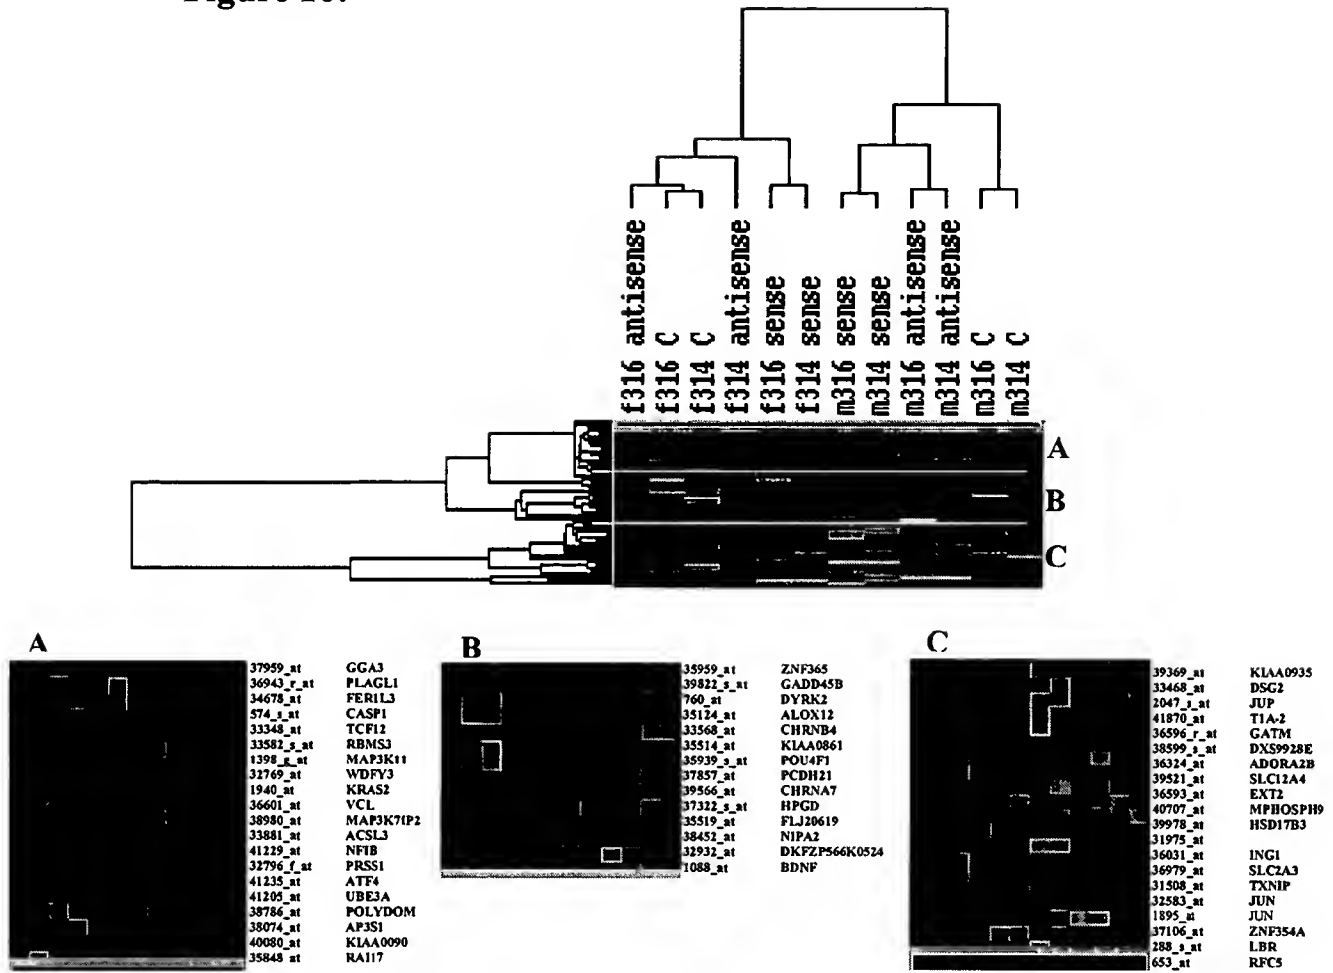 f316 antisense
f316 C
f314 C
f314 antisense
f316 sense
f314 sense
m316 sense
m314 sense
m316 antisense
m314 antisense
m316 C
m314 C
A
B
C
A
37959_at GGA3
36943_r_at PLAGL1
34678_at FER1L3
574_s_at CASP1
33348_at TCF12
33582_s_at RBMS3
1398_g_at MAP3K11
32769_at WDFY3
1940_at KRAS2
36601_at VCL
38980_at MAP3K7IP2
33881_at ACSL3
41229_at NFIB
32796_f_at PRSS1
41235_at ATF4
41205_at UBE3A
38786_at POLYDOM
38074_at AP3S1
40080_at KIAA0090
35848_at RAI17
B
35959_at ZNF365
39822_s_at GADD45B
760_at DYRK2
35124_at ALOX12
33568_at CHRNB4
35514_at KIAA0861
35939_s_at POU4F1
37857_at PCDH21
39566_at CHRNA7
37322_s_at HPGD
35519_at FLJ20619
38452_at NIPA2
32932_at DKFZP566K0524
1088_at BDNF
C
39369_at KIAA0935
33468_at DSG2
2047_s_at JUP
41870_at T1A-2
36596_r_at GATM
38599_s_at DXS9928E
36324_at ADORA2B
39521_at SLC12A4
36593_at EXT2
40707_at MPHOSPH9
39978_at HSD17B3
31975_at
36031_at ING1
36979_at SLC2A3
31508_at TXNIP
32583_at JUN
1895_at JUN
37106_at ZNF354A
288_s_at LBR
653_at RFC5